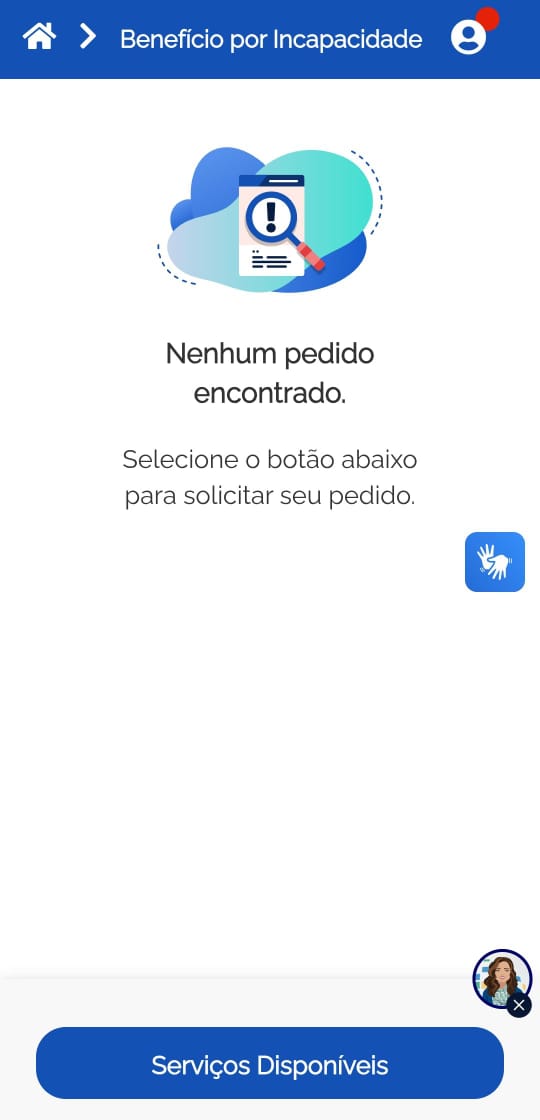 Benefício por Incapacidade
Nenhum pedido
encontrado.
Selecione o botão abaixo
para solicitar seu pedido.
Serviços Disponíveis